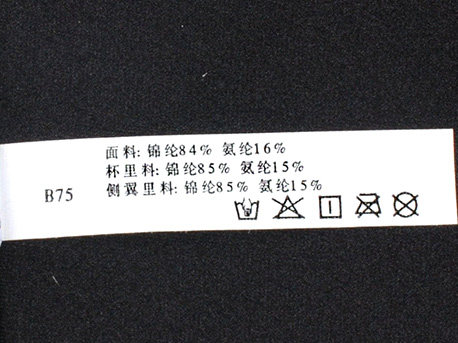 面料: 锦纶84% 氨纶16%
杯里料: 锦纶85% 氨纶15%
侧翼里料: 锦纶85% 氨纶15%
B75